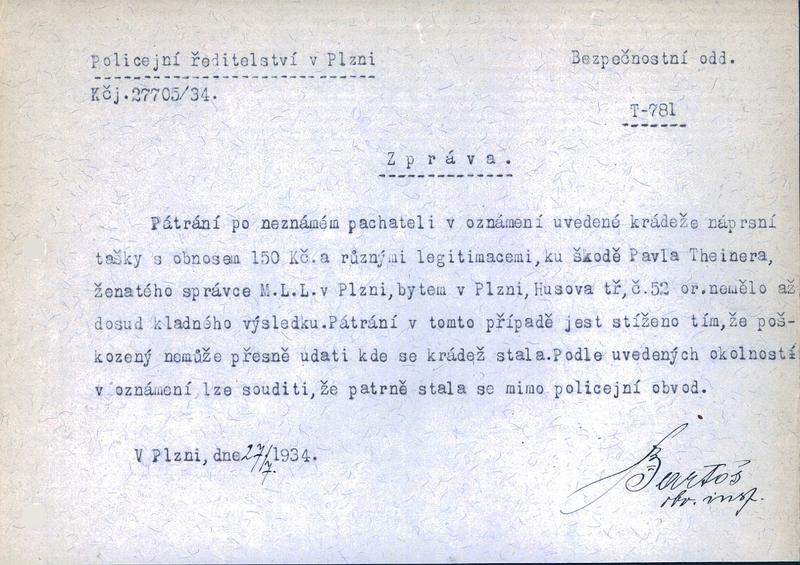 Policejní ředitelství v Plzni
Bezpečnostní odd.
Kčj.27705/34.
T-781
Zpráva.
Pátrání po neznámém pachateli v oznámení uvedené krádeže náprsní
tašky s obnosem 150 Kč.a různými legitimacemi,ku škodě Pavla Theinera,
ženatého správce M.L.L.v Plzni,bytem v Plzni,Husova tř,č.52 or.nemělo až
dosud kladného výsledku.Pátrání v tomto případě jest stíženo tím,že poš-
kozený nemůže přesně udati kde se krádež stala.Podle uvedených okolností
v oznámení lze souditi,že patrně stala se mimo policejní obvod.
V Plzni,dne 27/7.1934.
Bartoš
obv. insp.